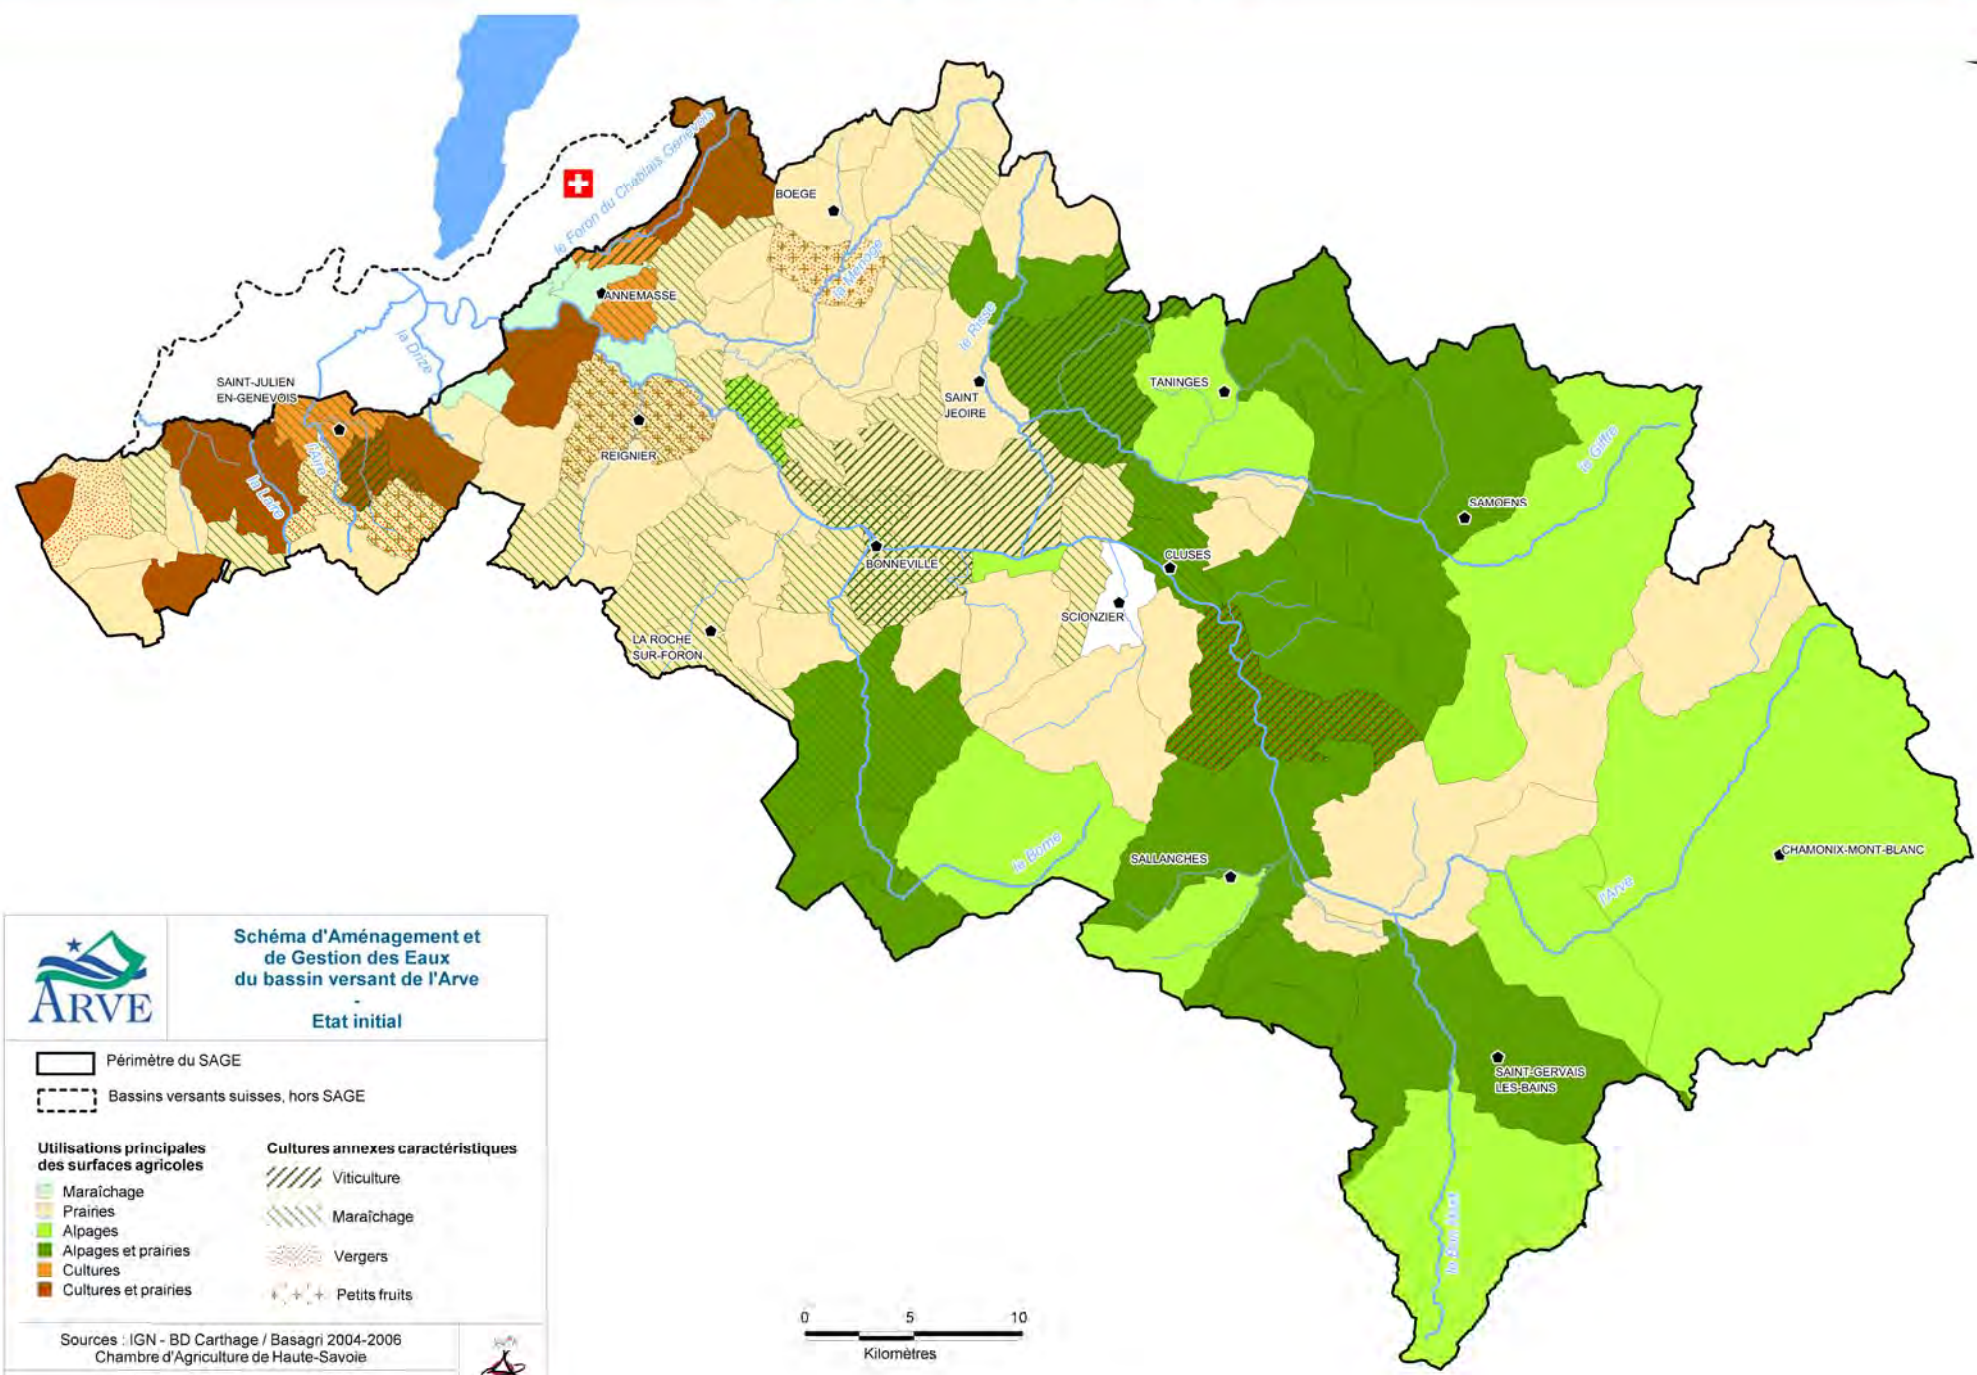 le Foron du Chablais Genevois
BOEGE
la Menoge
ANNEMASSE
la Drize
le Risse
SAINT-JULIEN
EN-GENEVOIS
TANINGES
SAINT
JEOIRE
l'Aire
la Laire
REIGNIER
le Giffre
SAMOENS
BONNEVILLE
CLUSES
SCIONZIER
LA ROCHE
SUR-FORON
le Borne
SALLANCHES
CHAMONIX-MONT-BLANC
l'Arve
SAINT-GERVAIS
LES-BAINS
le Bon Nant
ARVE
Schéma d'Aménagement et
de Gestion des Eaux
du bassin versant de l'Arve
-
Etat initial
Périmètre du SAGE
Bassins versants suisses, hors SAGE
Utilisations principales
des surfaces agricoles
Maraîchage
Prairies
Alpages
Alpages et prairies
Cultures
Cultures et prairies
Cultures annexes caractéristiques
Viticulture
Maraîchage
Vergers
Petits fruits
Sources : IGN - BD Carthage / Basagri 2004-2006
Chambre d'Agriculture de Haute-Savoie
0 5 10
Kilomètres